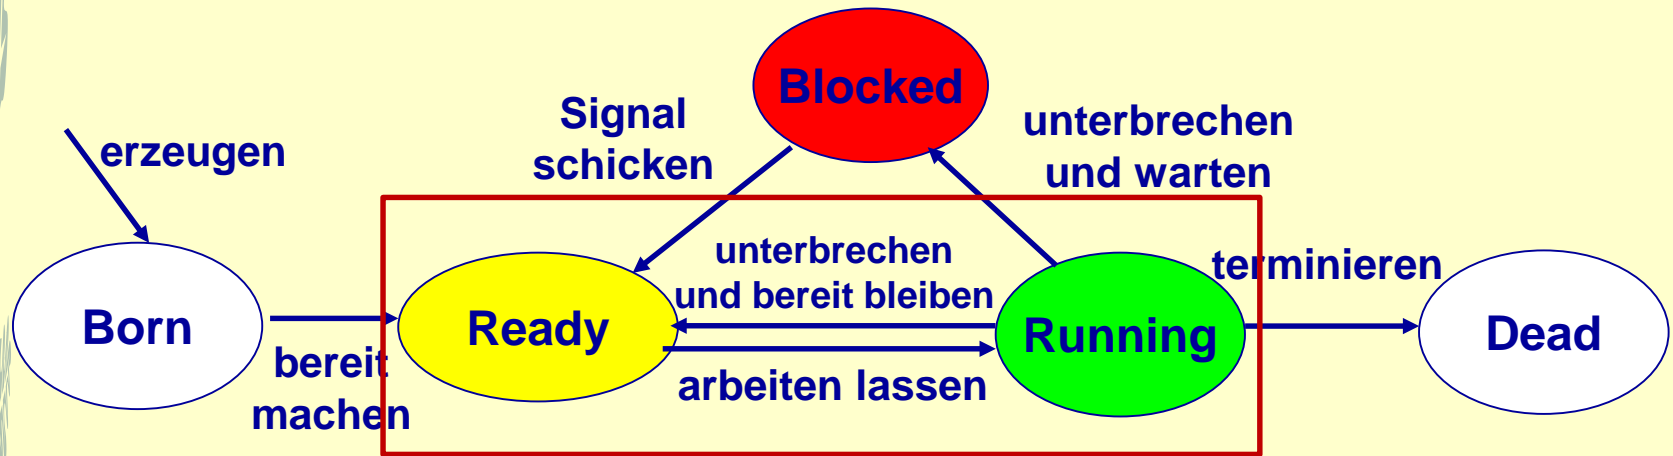 Blocked
Signal
schicken
unterbrechen
und warten
erzeugen
unterbrechen
und bereit bleiben
terminieren
Born
Ready
Running
Dead
bereit
machen
arbeiten lassen